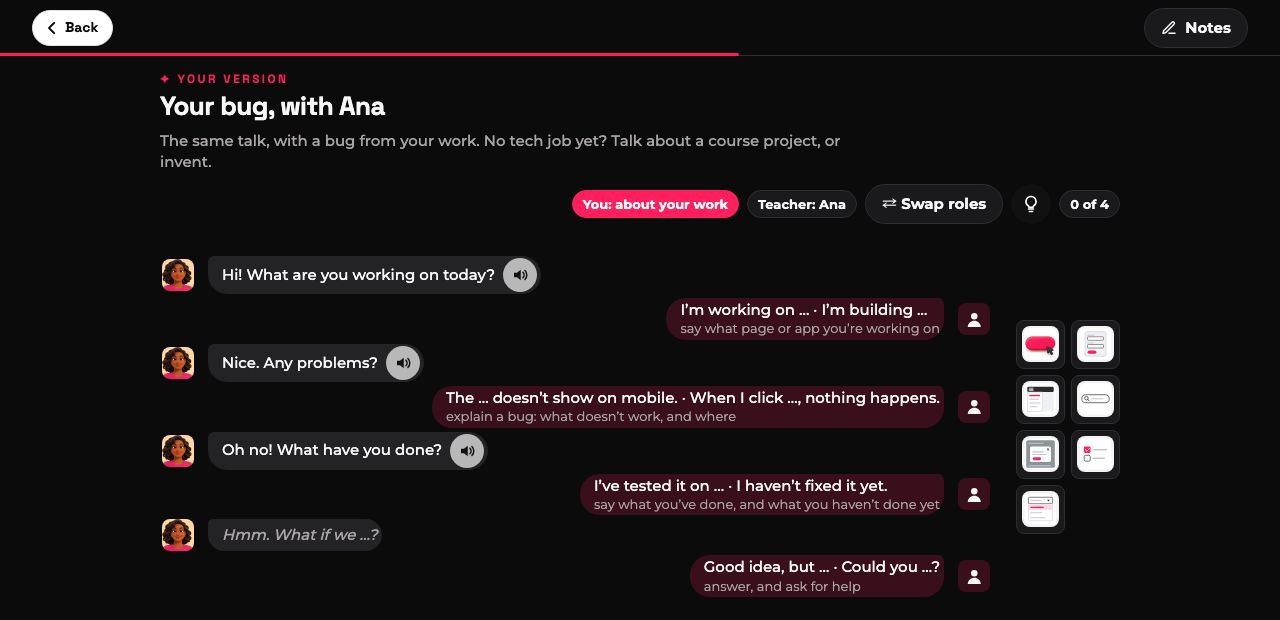 Back
Notes
YOUR VERSION
Your bug, with Ana
The same talk, with a bug from your work. No tech job yet? Talk about a course project, or
invent.
You: about your work
Teacher: Ana
Swap roles
0 of 4
Hi! What are you working on today?
I'm working on ... · I'm building ...
say what page or app you're working on
Nice. Any problems?
The ... doesn't show on mobile. · When I click ..., nothing happens.
explain a bug: what doesn't work, and where
Oh no! What have you done?
I've tested it on ... · I haven't fixed it yet.
say what you've done, and what you haven't done yet
Hmm. What if we ...?
Good idea, but ... · Could you ...?
answer, and ask for help